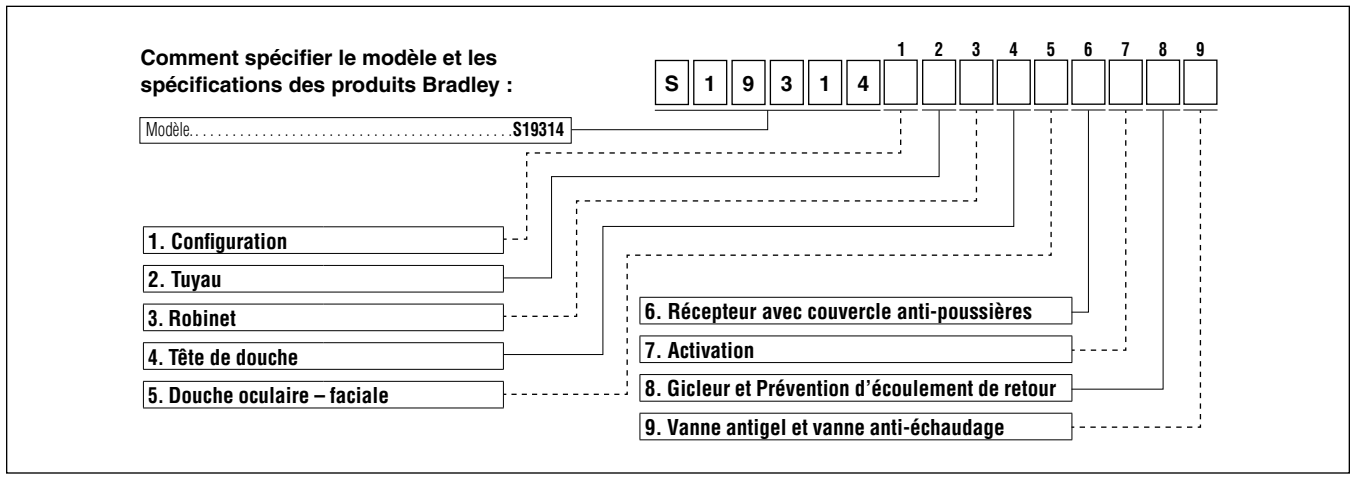 Comment spécifier le modèle et les
spécifications des produits Bradley :
1 2 3 4 5 6 7 8 9
S 1 9 3 1 4
Modèle. . . . . . . . . . . . . . . . . . . . . . . . . . . . . . . . . . . . . . . . . . . .S19314
1. Configuration
2. Tuyau
3. Robinet
4. Tête de douche
5. Douche oculaire – faciale
6. Récepteur avec couvercle anti-poussières
7. Activation
8. Gicleur et Prévention d'écoulement de retour
9. Vanne antigel et vanne anti-échaudage